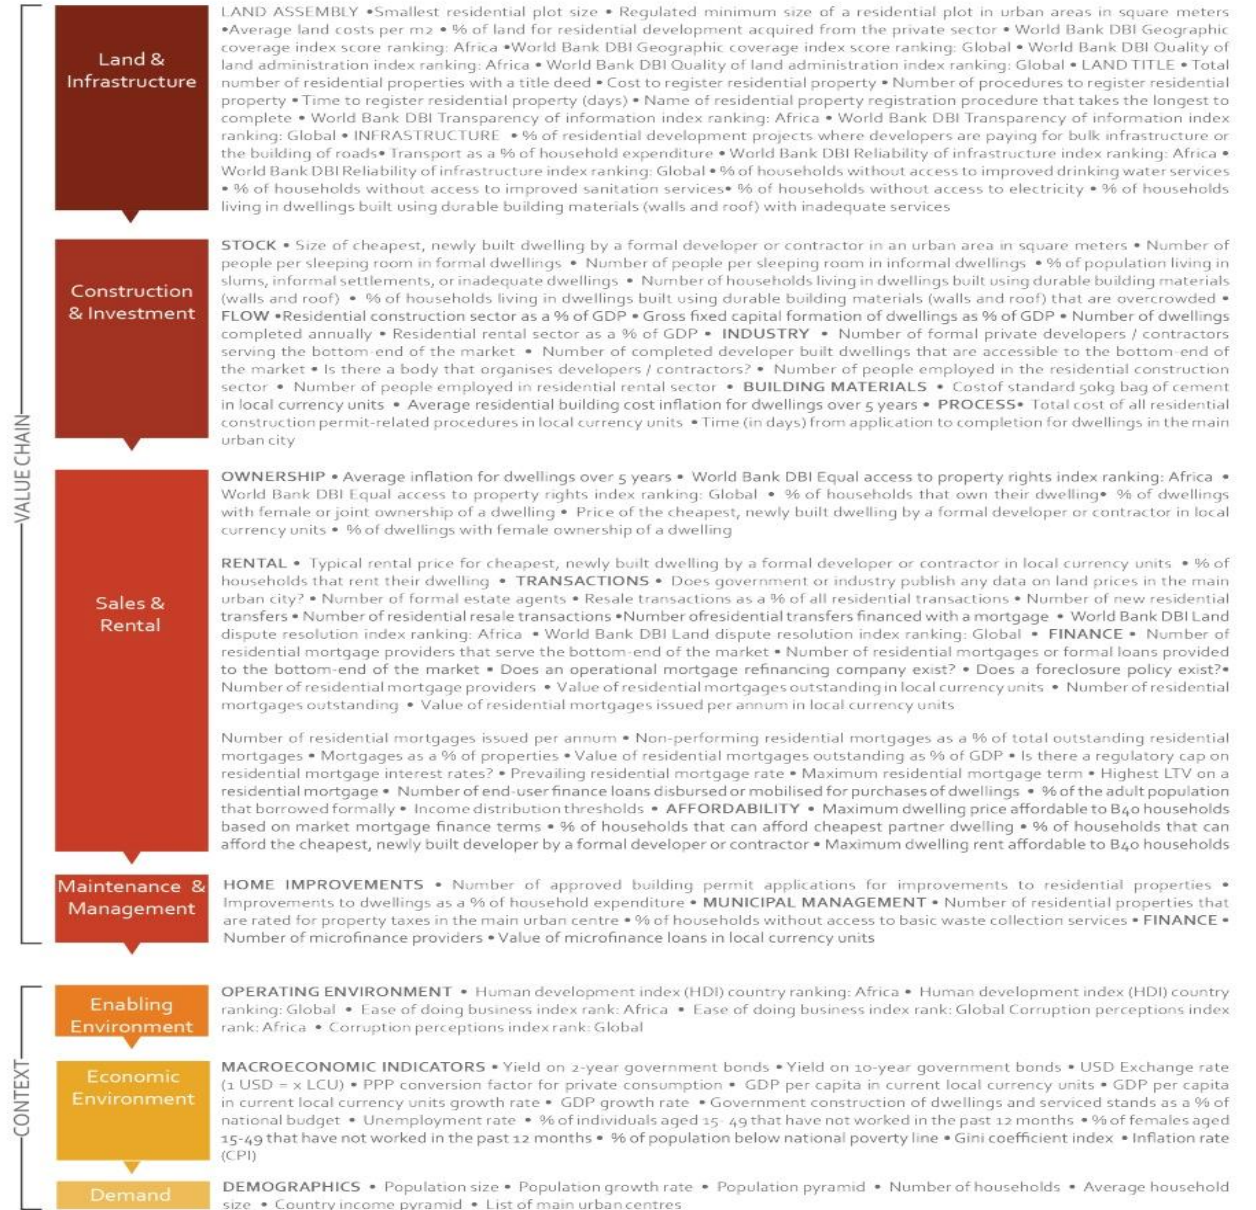 VALUE CHAIN
Land &
Infrastructure
LAND ASSEMBLY •Smallest residential plot size • Regulated minimum size of a residential plot in urban areas in square meters
•Average land costs per m2 • % of land for residential development acquired from the private sector • World Bank DBI Geographic
coverage index score ranking: Africa •World Bank DBI Geographic coverage index score ranking: Global • World Bank DBI Quality of
land administration index ranking: Africa • World Bank DBI Quality of land administration index ranking: Global • LAND TITLE • Total
number of residential properties with a title deed • Cost to register residential property • Number of procedures to register residential
property • Time to register residential property (days) • Name of residential property registration procedure that takes the longest to
complete • World Bank DBI Transparency of information index ranking: Africa • World Bank DBI Transparency of information index
ranking: Global • INFRASTRUCTURE • % of residential development projects where developers are paying for bulk infrastructure or
the building of roads• Transport as a % of household expenditure • World Bank DBI Reliability of infrastructure index ranking: Africa •
World Bank DBI Reliability of infrastructure index ranking: Global • % of households without access to improved drinking water services
• % of households without access to improved sanitation services• % of households without access to electricity • % of households
living in dwellings built using durable building materials (walls and roof) with inadequate services
Construction
& Investment
STOCK • Size of cheapest, newly built dwelling by a formal developer or contractor in an urban area in square meters • Number of
people per sleeping room in formal dwellings • Number of people per sleeping room in informal dwellings • % of population living in
slums, informal settlements, or inadequate dwellings • Number of households living in dwellings built using durable building materials
(walls and roof) • % of households living in dwellings built using durable building materials (walls and roof) that are overcrowded •
FLOW •Residential construction sector as a % of GDP • Gross fixed capital formation of dwellings as % of GDP • Number of dwellings
completed annually • Residential rental sector as a % of GDP • INDUSTRY • Number of formal private developers / contractors
serving the bottom-end of the market • Number of completed developer built dwellings that are accessible to the bottom-end of
the market • Is there a body that organises developers / contractors? • Number of people employed in the residential construction
sector • Number of people employed in residential rental sector • BUILDING MATERIALS • Costof standard 50kg bag of cement
in local currency units • Average residential building cost inflation for dwellings over 5 years • PROCESS• Total cost of all residential
construction permit-related procedures in local currency units • Time (in days) from application to completion for dwellings in the main
urban city
Sales &
Rental
OWNERSHIP • Average inflation for dwellings over 5 years • World Bank DBI Equal access to property rights index ranking: Africa •
World Bank DBI Equal access to property rights index ranking: Global • % of households that own their dwelling• % of dwellings
with female or joint ownership of a dwelling • Price of the cheapest, newly built dwelling by a formal developer or contractor in local
currency units • % of dwellings with female ownership of a dwelling
RENTAL • Typical rental price for cheapest, newly built dwelling by a formal developer or contractor in local currency units • % of
households that rent their dwelling • TRANSACTIONS • Does government or industry publish any data on land prices in the main
urban city? • Number of formal estate agents • Resale transactions as a % of all residential transactions • Number of new residential
transfers • Number of residential resale transactions •Number ofresidential transfers financed with a mortgage • World Bank DBI Land
dispute resolution index ranking: Africa • World Bank DBI Land dispute resolution index ranking: Global • FINANCE • Number of
residential mortgage providers that serve the bottom-end of the market • Number of residential mortgages or formal loans provided
to the bottom-end of the market • Does an operational mortgage refinancing company exist? • Does a foreclosure policy exist?•
Number of residential mortgage providers • Value of residential mortgages outstanding in local currency units • Number of residential
mortgages outstanding • Value of residential mortgages issued per annum in local currency units
Number of residential mortgages issued per annum • Non-performing residential mortgages as a % of total outstanding residential
mortgages • Mortgages as a % of properties • Value of residential mortgages outstanding as % of GDP • Is there a regulatory cap on
residential mortgage interest rates? • Prevailing residential mortgage rate • Maximum residential mortgage term • Highest LTV on a
residential mortgage • Number of end-user finance loans disbursed or mobilised for purchases of dwellings • % of the adult population
that borrowed formally • Income distribution thresholds • AFFORDABILITY • Maximum dwelling price affordable to B40 households
based on market mortgage finance terms • % of households that can afford cheapest partner dwelling • % of households that can
afford the cheapest, newly built developer by a formal developer or contractor • Maximum dwelling rent affordable to B40 households
Maintenance &
Management
HOME IMPROVEMENTS • Number of approved building permit applications for improvements to residential properties •
Improvements to dwellings as a % of household expenditure • MUNICIPAL MANAGEMENT • Number of residential properties that
are rated for property taxes in the main urban centre • % of households without access to basic waste collection services • FINANCE •
Number of microfinance providers • Value of microfinance loans in local currency units
CONTEXT
Enabling
Environment
OPERATING ENVIRONMENT • Human development index (HDI) country ranking: Africa • Human development index (HDI) country
ranking: Global • Ease of doing business index rank: Africa • Ease of doing business index rank: Global Corruption perceptions index
rank: Africa • Corruption perceptions index rank: Global
Economic
Environment
MACROECONOMIC INDICATORS • Yield on 2-year government bonds • Yield on 10-year government bonds • USD Exchange rate
(1 USD = x LCU) • PPP conversion factor for private consumption • GDP per capita in current local currency units • GDP per capita
in current local currency units growth rate • GDP growth rate • Government construction of dwellings and serviced stands as a % of
national budget • Unemployment rate • % of individuals aged 15- 49 that have not worked in the past 12 months • % of females aged
15-49 that have not worked in the past 12 months • % of population below national poverty line • Gini coefficient index • Inflation rate
(CPI)
Demand
DEMOGRAPHICS • Population size • Population growth rate • Population pyramid • Number of households • Average household
size • Country income pyramid • List of main urban centres